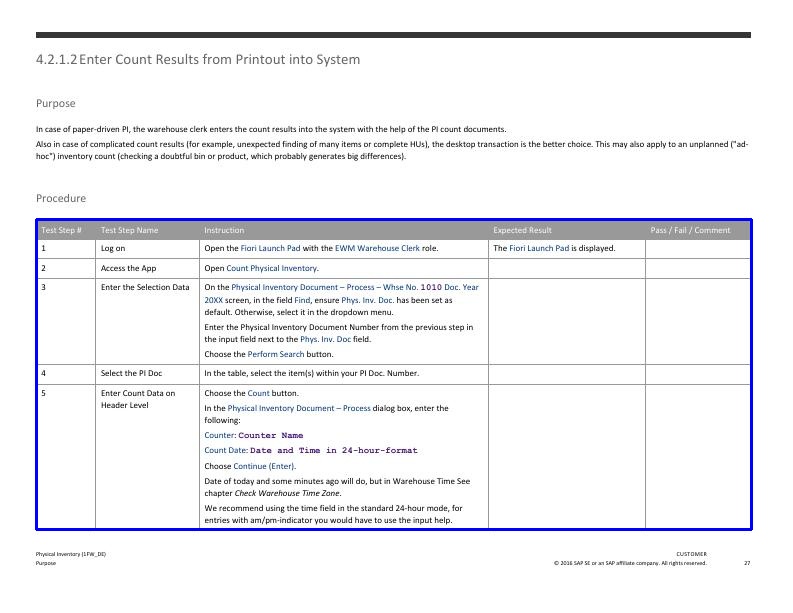 4.2.1.2 Enter Count Results from Printout into System
Purpose
In case of paper-driven PI, the warehouse clerk enters the count results into the system with the help of the PI count documents.
Also in case of complicated count results (for example, unexpected finding of many items or complete HUs), the desktop transaction is the better choice. This may also apply to an unplanned ("ad-
hoc") inventory count (checking a doubtful bin or product, which probably generates big differences).
Procedure
Test Step # Test Step Name Instruction Expected Result Pass / Fail / Comment
1 Log on Open the Fiori Launch Pad with the EWM Warehouse Clerk role. The Fiori Launch Pad is displayed.
2 Access the App Open Count Physical Inventory.
3 Enter the Selection Data On the Physical Inventory Document – Process – Whse No. 1010 Doc. Year
20XX screen, in the field Find, ensure Phys. Inv. Doc. has been set as
default. Otherwise, select it in the dropdown menu.
Enter the Physical Inventory Document Number from the previous step in
the input field next to the Phys. Inv. Doc field.
Choose the Perform Search button.
4 Select the PI Doc In the table, select the item(s) within your PI Doc. Number.
5 Enter Count Data on Choose the Count button.
Header Level
In the Physical Inventory Document – Process dialog box, enter the
following:
Counter: Counter Name
Count Date: Date and Time in 24-hour-format
Choose Continue (Enter).
Date of today and some minutes ago will do, but in Warehouse Time See
chapter Check Warehouse Time Zone.
We recommend using the time field in the standard 24-hour mode, for
entries with am/pm-indicator you would have to use the input help.
Physical Inventory (1FW_DE) CUSTOMER
Purpose © 2016 SAP SE or an SAP affiliate company. All rights reserved. 27